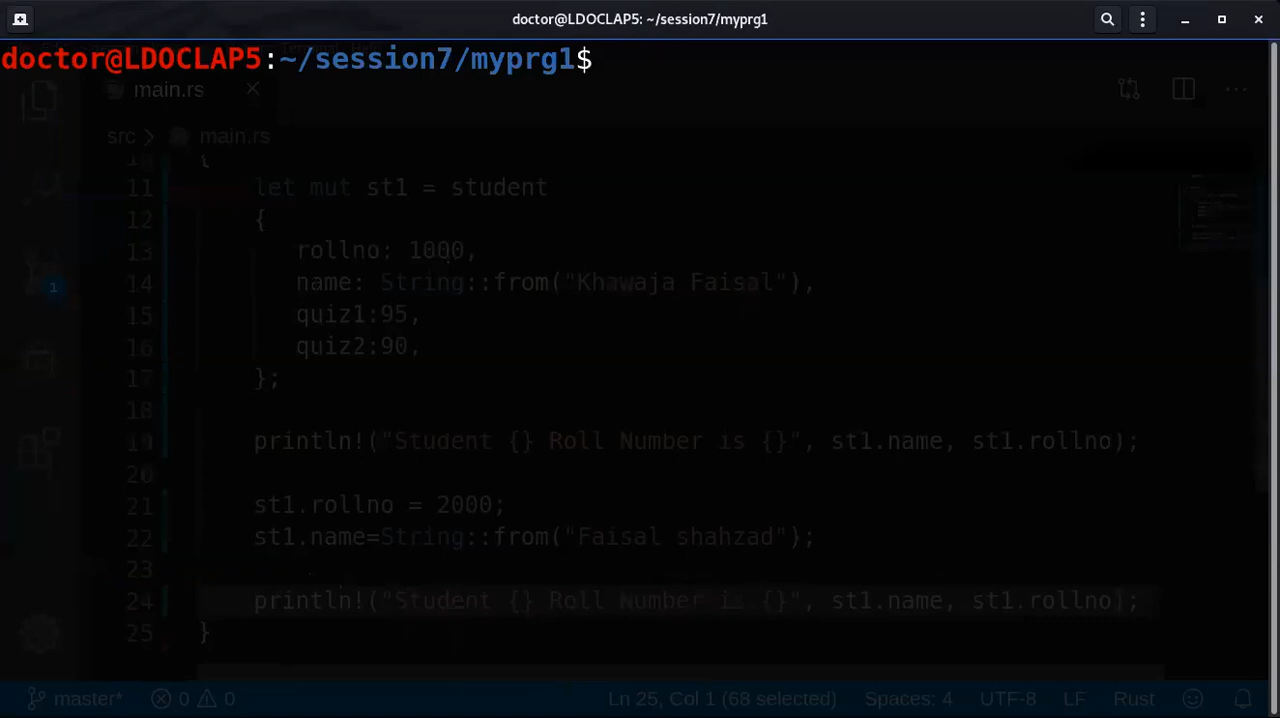 doctor@LDOCLAP5: ~/session7/myprg1
doctor@LDOCLAP5:~/session7/myprg1$
main.rs
src > main.rs
10 {
11 let mut st1 = student
12 {
13 rollno: 1000,
14 name: String::from("Khawaja Faisal"),
15 quiz1:95,
16 quiz2:90,
17 };
18
19 println!("Student {} Roll Number is {}", st1.name, st1.rollno);
20
21 st1.rollno = 2000;
22 st1.name=String::from("Faisal shahzad");
23
24 println!("Student {} Roll Number is {}", st1.name, st1.rollno);
25 }
1
master* 0 0 Ln 25, Col 1 (68 selected) Spaces: 4 UTF-8 LF Rust